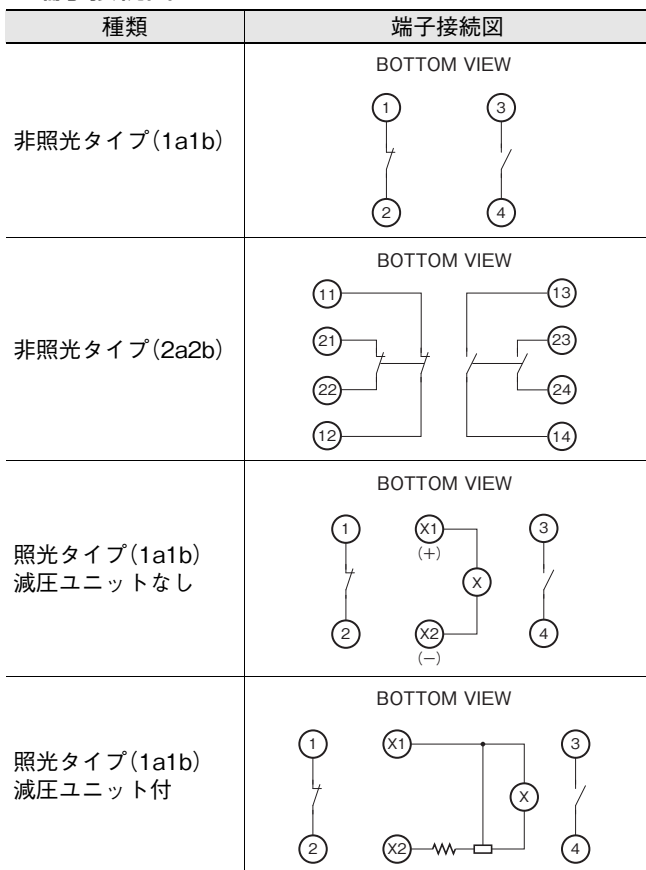 種類 端子接続図
BOTTOM VIEW
1 3
非照光タイプ(1a1b)
2 4
BOTTOM VIEW
11 13
21 23
非照光タイプ(2a2b)
22 24
12 14
BOTTOM VIEW
1 X1 3
(+)
照光タイプ(1a1b)
減圧ユニットなし
X
2 X2 4
(−)
BOTTOM VIEW
1 X1 3
照光タイプ(1a1b)
減圧ユニット付
X
2 X2 4